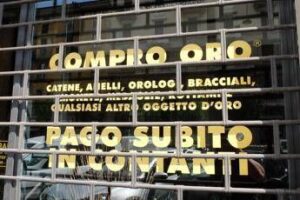 COMPRO ORO®
CATENE, ANELLI, OROLOGI, BRACCIALI,
QUALSIASI ALTRO OGGETTO D'ORO
PAGO SUBITO
IN CONTANTI